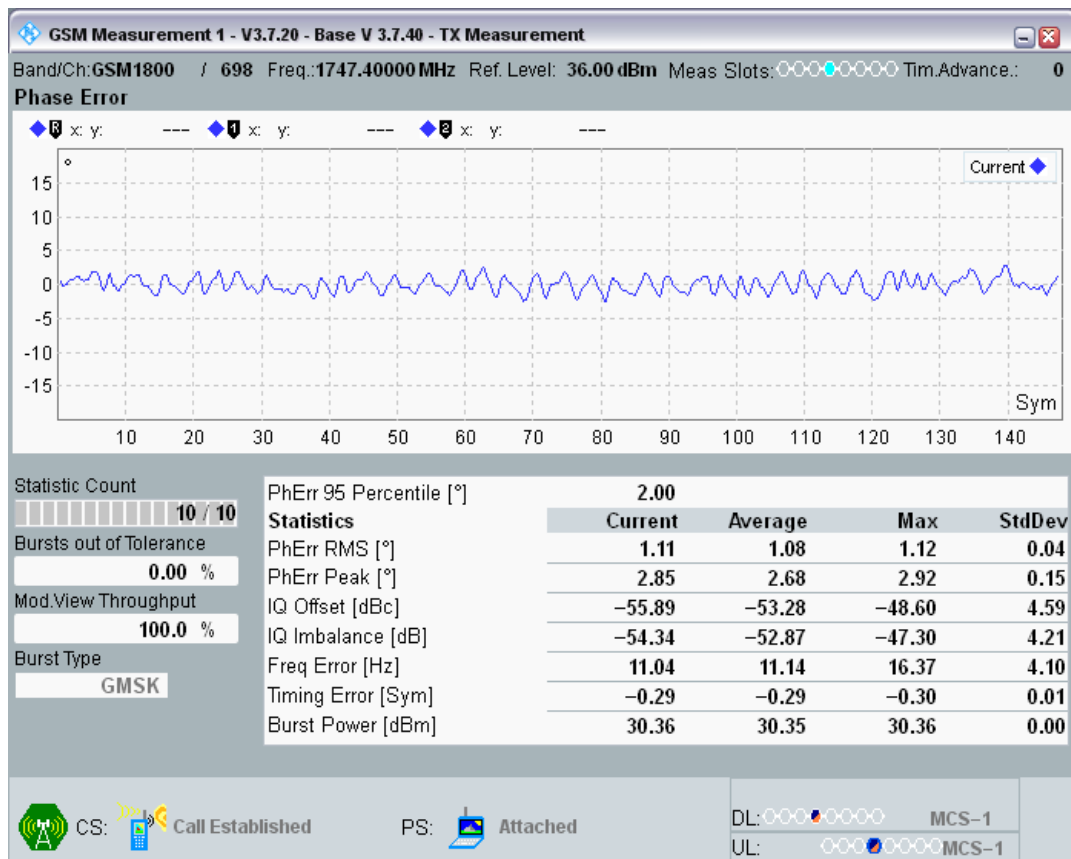 GSM Measurement 1 - V3.7.20 - Base V 3.7.40 - TX Measurement
Band/Ch:GSM1800 / 698 Freq.:1747.40000 MHz Ref. Level: 36.00 dBm Meas Slots: Tim.Advance.: 0
Phase Error
R x: y: --- 1 x: y: --- 2 x: y: ---
° Current
15
10
5
0
-5
-10
-15
Sym
10 20 30 40 50 60 70 80 90 100 110 120 130 140
Statistic Count
10 / 10
Bursts out of Tolerance
0.00 %
Mod.View Throughput
100.0 %
Burst Type
GMSK
PhErr 95 Percentile [°] 2.00
Statistics Current Average Max StdDev
PhErr RMS [°] 1.11 1.08 1.12 0.04
PhErr Peak [°] 2.85 2.68 2.92 0.15
IQ Offset [dBc] −55.89 −53.28 −48.60 4.59
IQ Imbalance [dB] −54.34 −52.87 −47.30 4.21
Freq Error [Hz] 11.04 11.14 16.37 4.10
Timing Error [Sym] −0.29 −0.29 −0.30 0.01
Burst Power [dBm] 30.36 30.35 30.36 0.00
CS: Call Established PS: Attached
DL: MCS−1
UL: MCS−1